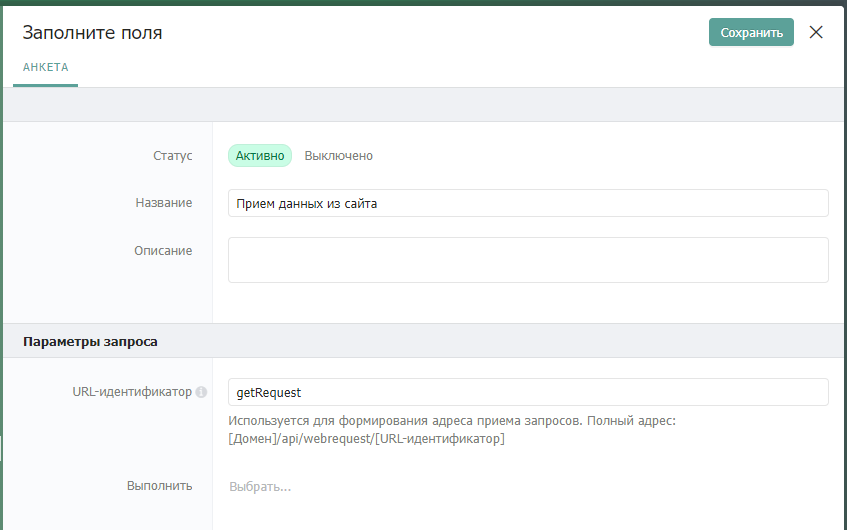 Заполните поля
Сохранить
АНКЕТА
Статус
Активно
Выключено
Название
Прием данных из сайта
Описание
Параметры запроса
URL-идентификатор
getRequest
Используется для формирования адреса приема запросов. Полный адрес:
[Домен]/api/webrequest/[URL-идентификатор]
Выполнить
Выбрать...